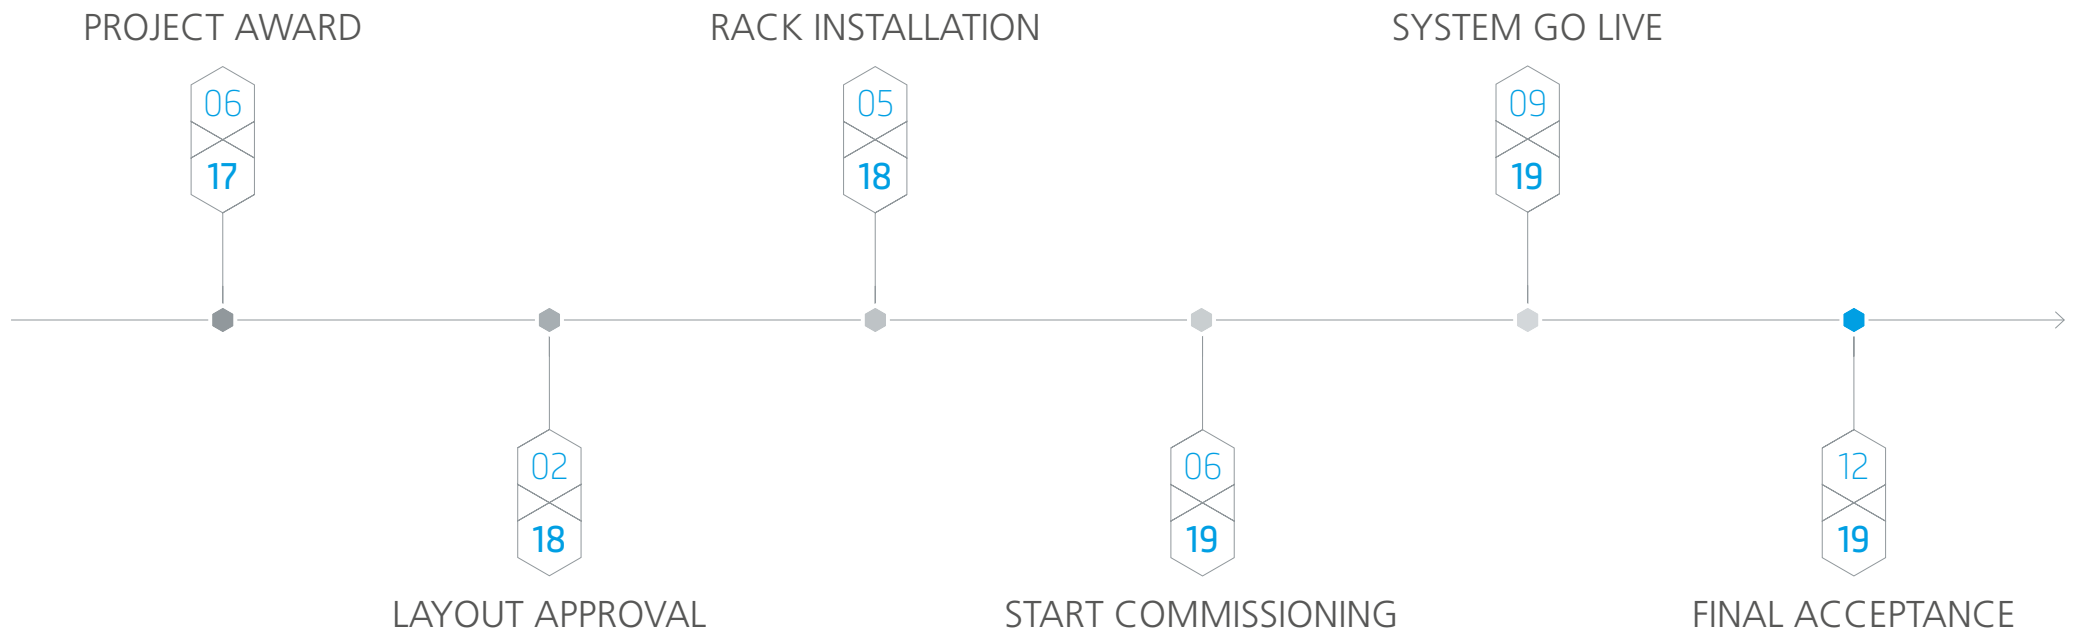 PROJECT AWARD
06
17
LAYOUT APPROVAL
02
18
RACK INSTALLATION
05
18
START COMMISSIONING
06
19
SYSTEM GO LIVE
09
19
FINAL ACCEPTANCE
12
19